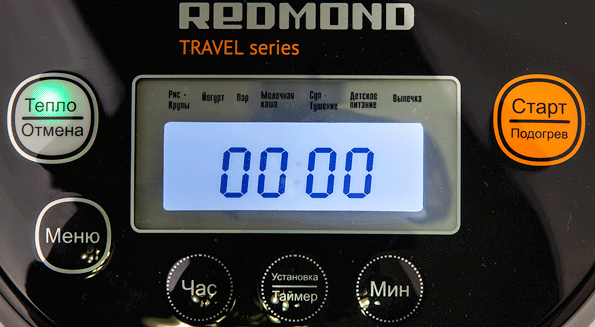 REDMOND
TRAVEL series
Рис - Крупы
Йогурт
Пар
Молочная каша
Суп - Тушение
Детское питание
Выпечка
Тепло
Отмена
00:00
Старт
Подогрев
Меню
Час
Установка
Таймер
Мин